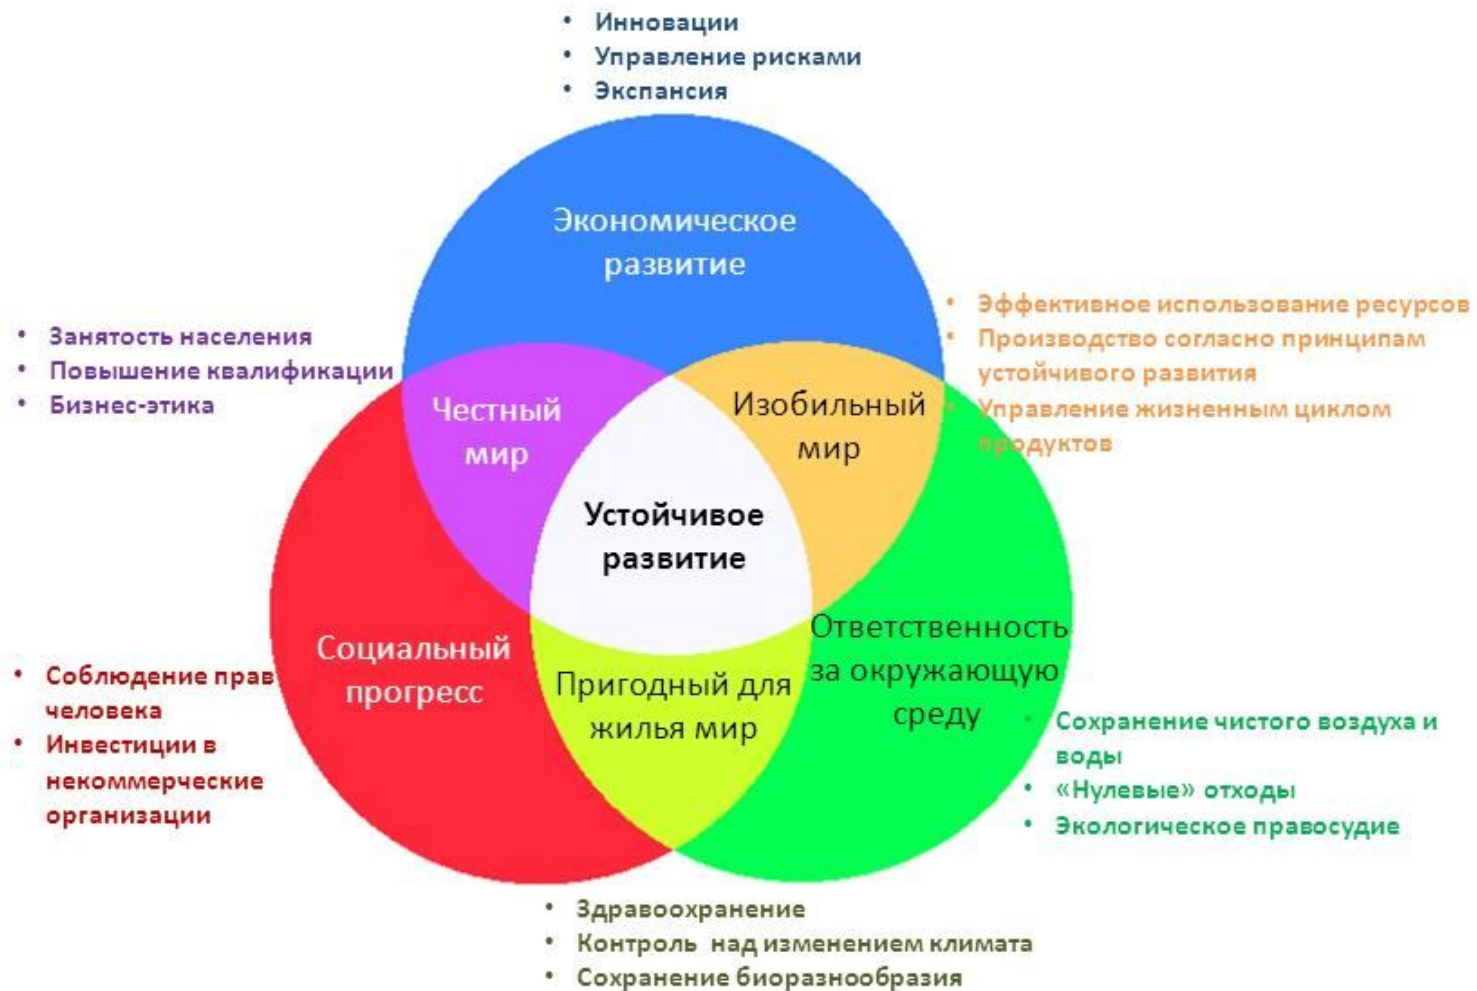 • Инновации
• Управление рисками
• Экспансия
Экономическое
развитие
• Занятость населения
• Повышение квалификации
• Бизнес-этика
• Эффективное использование ресурсов
• Производство согласно принципам
устойчивого развития
• Управление жизненным циклом
продуктов
Честный
мир
Изобильный
мир
Устойчивое
развитие
Социальный
прогресс
Пригодный для
жилья мир
Ответственность
за окружающую
среду
• Соблюдение прав
человека
• Инвестиции в
некоммерческие
организации
• Сохранение чистого воздуха и
воды
• «Нулевые» отходы
• Экологическое правосудие
• Здравоохранение
• Контроль над изменением климата
• Сохранение биоразнообразия